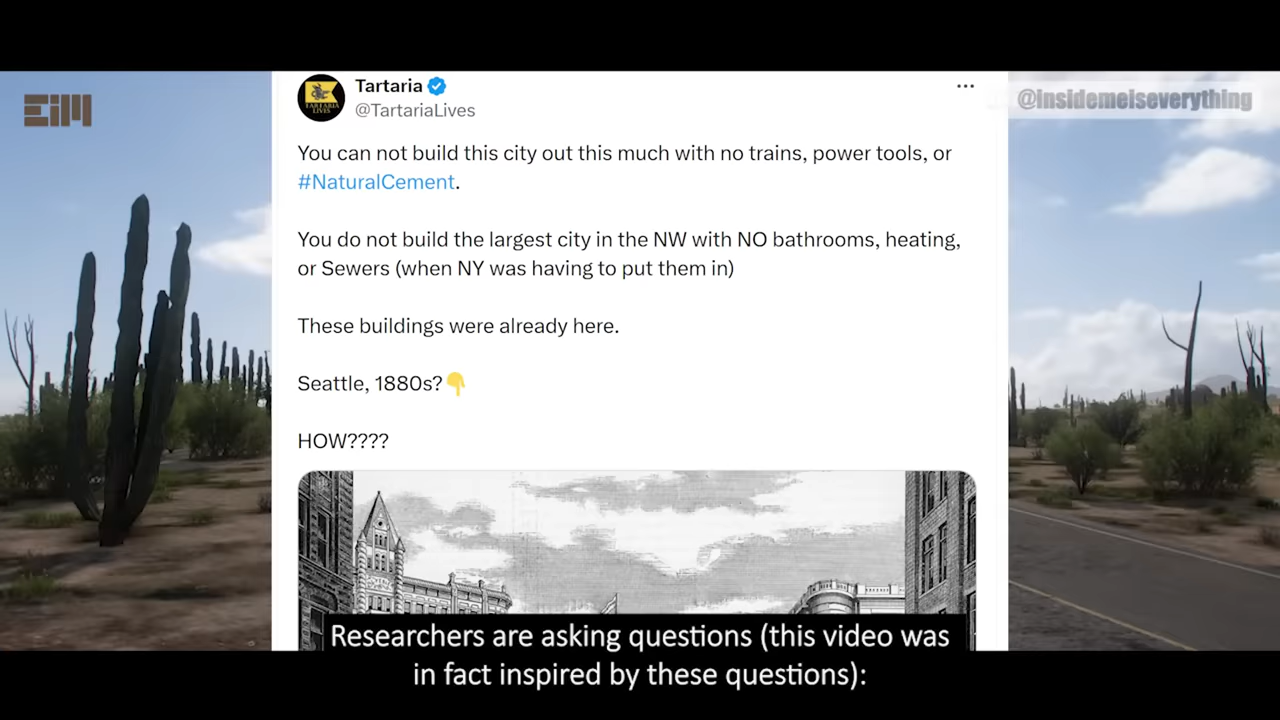 EIM
Tartaria
@TartariaLives
@Insidemeiseverything
You can not build this city out this much with no trains, power tools, or
#NaturalCement.
You do not build the largest city in the NW with NO bathrooms, heating,
or Sewers (when NY was having to put them in)
These buildings were already here.
Seattle, 1880s?👇
HOW????
Researchers are asking questions (this video was
in fact inspired by these questions):